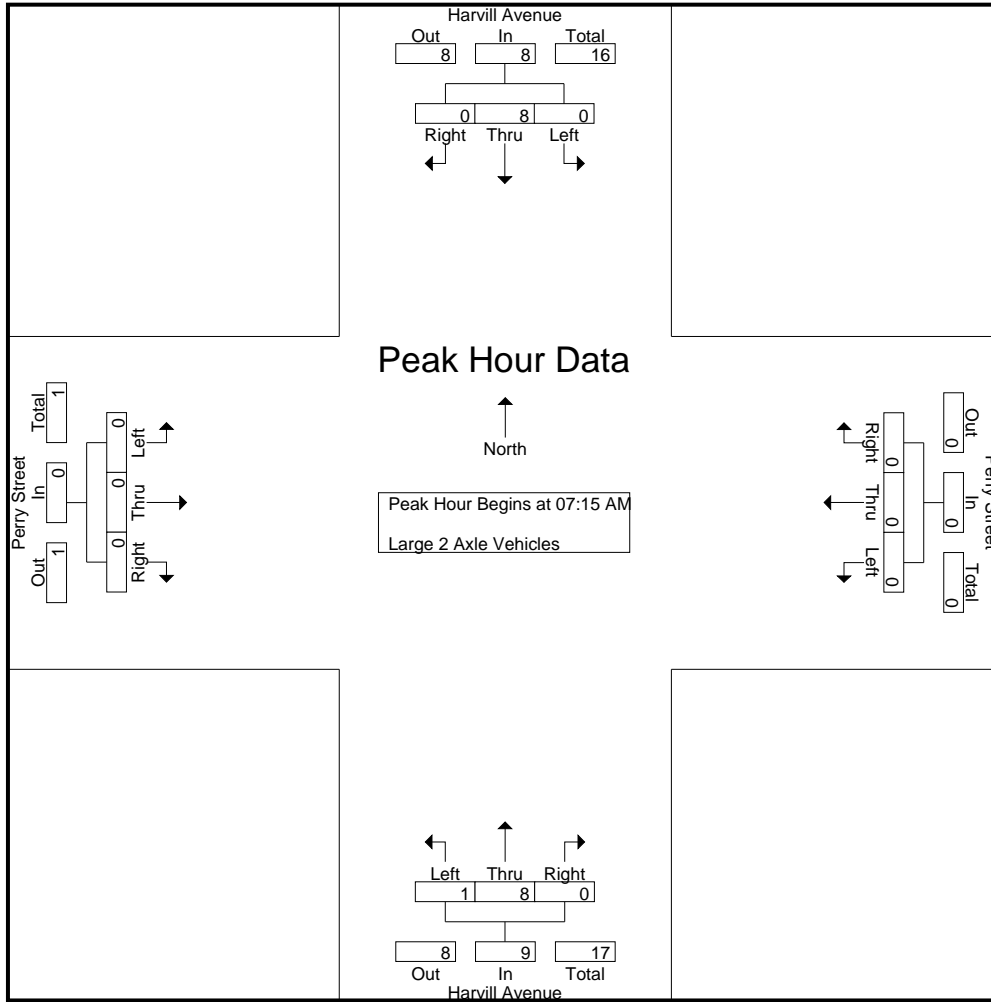 Harvill Avenue
Out In Total
8 8 16
0 8 0
Right Thru Left
Peak Hour Data
North
Peak Hour Begins at 07:15 AM
Large 2 Axle Vehicles
Perry Street
Total In Out
1 0 1
0 0 0
Left Thru Right
Right Thru Left
0 0 0
Out In Total
0 0 0
Perry Street
Left Thru Right
1 8 0
8 9 17
Out In Total
Harvill Avenue